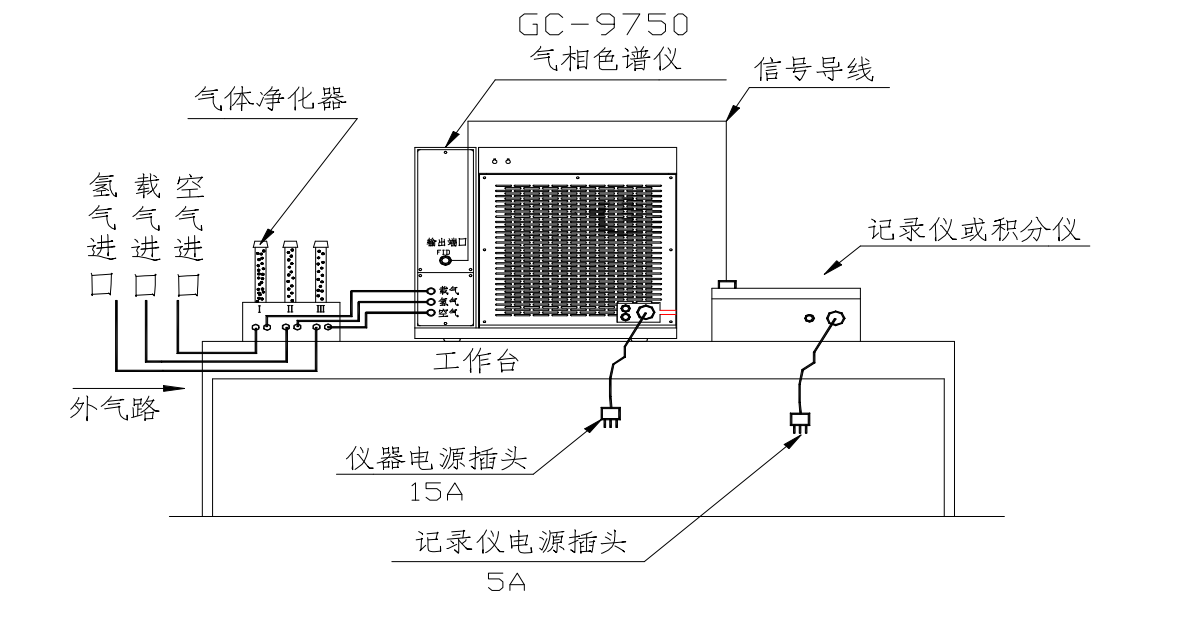 GC-9750
气相色谱仪
信号导线
气体净化器
氢气进口
载气进口
空气进口
记录仪或积分仪
输出端口
FID
载气
氢气
空气
I II III
工作台
外气路
仪器电源插头
15A
记录仪电源插头
5A